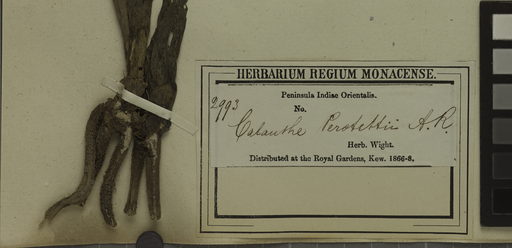 HERBARIUM REGIUM MONACENSE.
Peninsula Indiae Orientalis.
No.
2993
Calanthe Perottettii A.R.
Herb. Wight.
Distributed at the Royal Gardens, Kew. 1866-8.